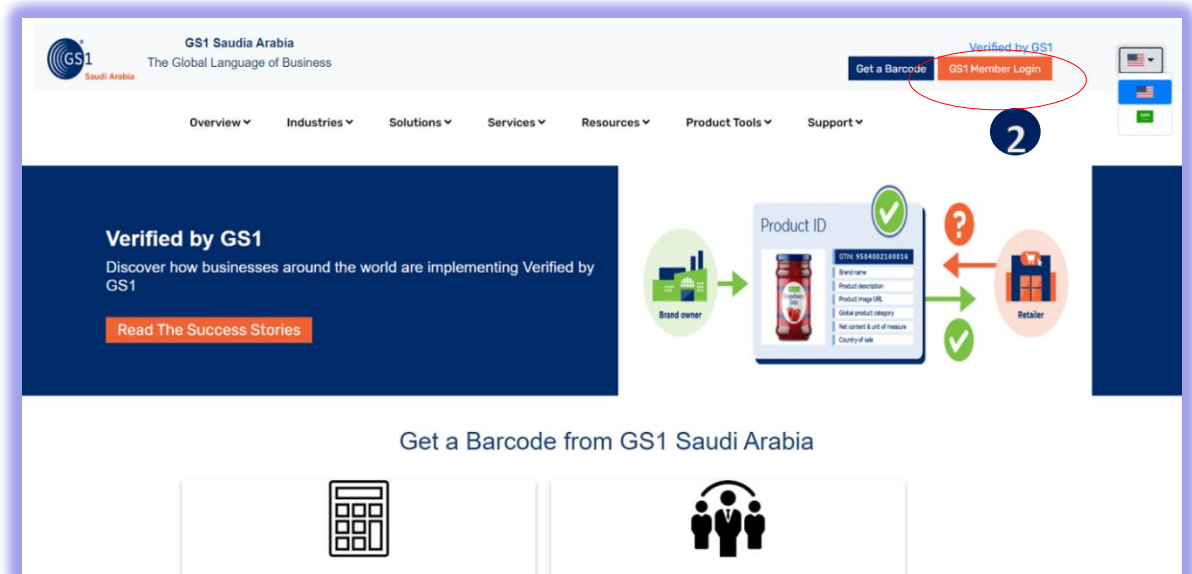 GS1
Saudi Arabia
GS1 Saudia Arabia
The Global Language of Business
Verified by GS1
Get a Barcode
GS1 Member Login
Overview
Industries
Solutions
Services
Resources
Product Tools
Support
2
Verified by GS1
Discover how businesses around the world are implementing Verified by
GS1
Read The Success Stories
Brand owner
Product ID
GTIN: 9504002100016
Brand name
Product description
Product image URL
Global product category
Net content & unit of measure
Country of sale
?
Retailer
Get a Barcode from GS1 Saudi Arabia